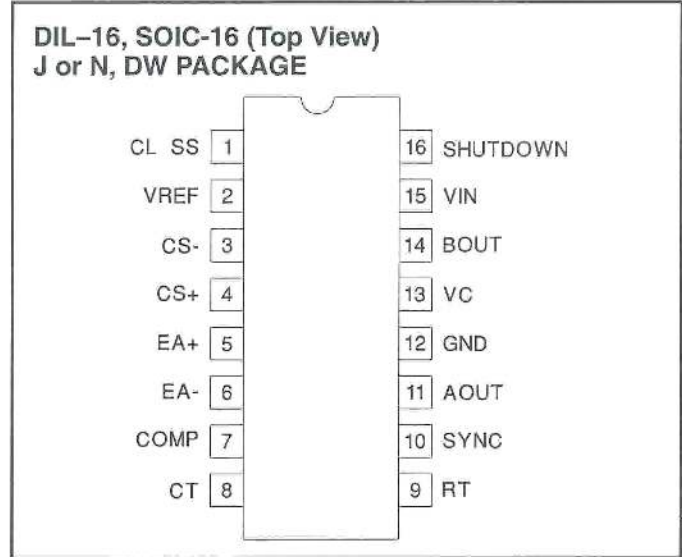 DIL–16, SOIC-16 (Top View)
J or N, DW PACKAGE
CL SS 1
16 SHUTDOWN
VREF 2
15 VIN
CS- 3
14 BOUT
CS+ 4
13 VC
EA+ 5
12 GND
EA- 6
11 AOUT
COMP 7
10 SYNC
CT 8
9 RT